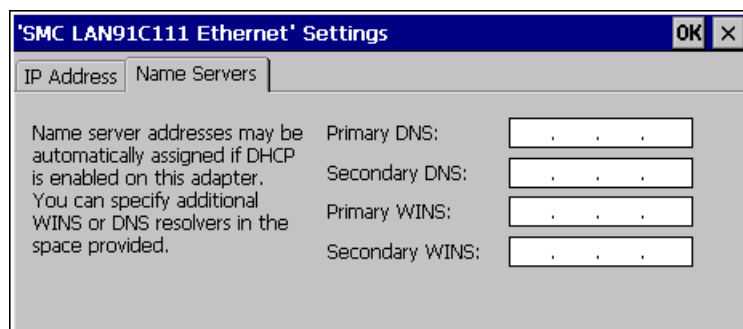 'SMC LAN91C111 Ethernet' Settings OK ×
IP Address Name Servers
Name server addresses may be
automatically assigned if DHCP
is enabled on this adapter.
You can specify additional
WINS or DNS resolvers in the
space provided.
Primary DNS: . . .
Secondary DNS: . . .
Primary WINS: . . .
Secondary WINS: . . .